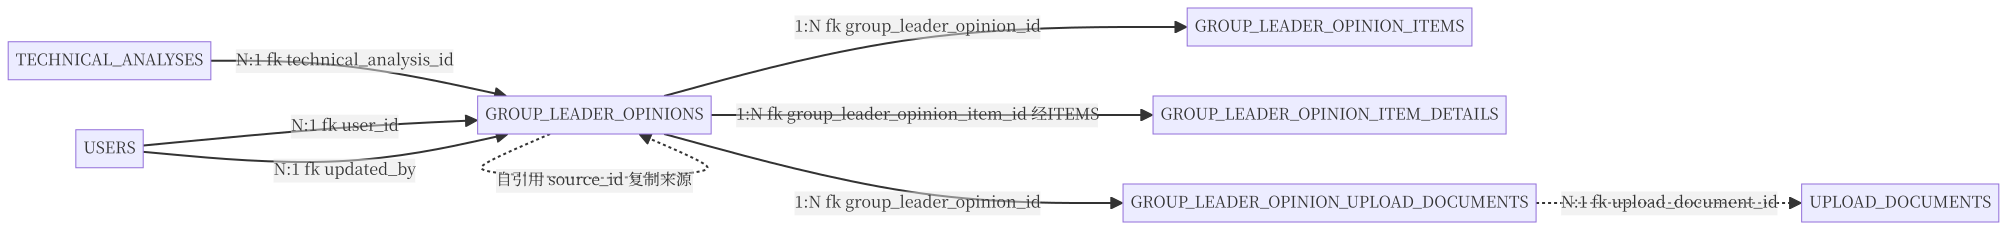 1:N fk group_leader_opinion_id
GROUP_LEADER_OPINION_ITEMS
TECHNICAL_ANALYSES
N:1 fk technical_analysis_id
GROUP_LEADER_OPINIONS
1:N fk group_leader_opinion_item_id 经ITEMS
GROUP_LEADER_OPINION_ITEM_DETAILS
N:1 fk user_id
USERS
N:1 fk updated_by
自引用 source_id 复制来源
1:N fk group_leader_opinion_id
GROUP_LEADER_OPINION_UPLOAD_DOCUMENTS
N:1 fk upload_document_id
UPLOAD_DOCUMENTS